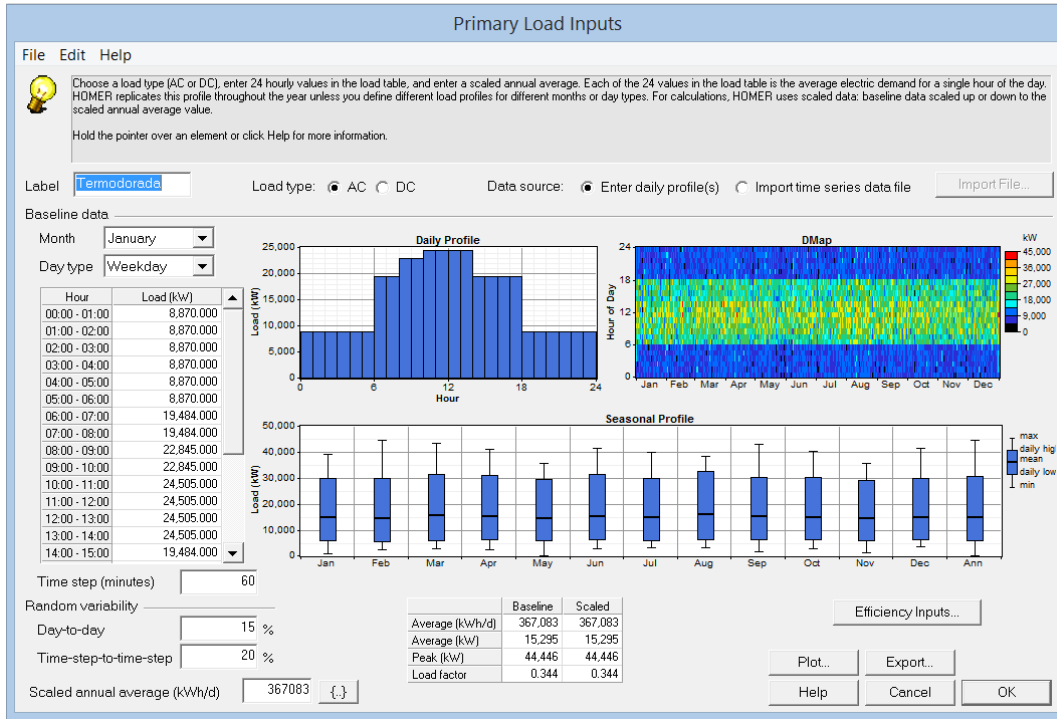 Primary Load Inputs
File Edit Help
Choose a load type (AC or DC), enter 24 hourly values in the load table, and enter a scaled annual average. Each of the 24 values in the load table is the average electric demand for a single hour of the day.
HOMER replicates this profile throughout the year unless you define different load profiles for different months or day types. For calculations, HOMER uses scaled data: baseline data scaled up or down to the
scaled annual average value.
Hold the pointer over an element or click Help for more information.
Label Termodorada Load type: AC DC Data source: Enter daily profile(s) Import time series data file Import File...
Baseline data
Month January
Day type Weekday
Hour Load (kW)
00:00 - 01:00 8,870.000
01:00 - 02:00 8,870.000
02:00 - 03:00 8,870.000
03:00 - 04:00 8,870.000
04:00 - 05:00 8,870.000
05:00 - 06:00 8,870.000
06:00 - 07:00 19,484.000
07:00 - 08:00 19,484.000
08:00 - 09:00 22,845.000
09:00 - 10:00 22,845.000
10:00 - 11:00 24,505.000
11:00 - 12:00 24,505.000
12:00 - 13:00 24,505.000
13:00 - 14:00 24,505.000
14:00 - 15:00 19,484.000
Daily Profile
Load (kW)
25,000
20,000
15,000
10,000
5,000
0
0 6 12 18 24
Hour
DMap
Hour of Day
24
18
12
6
0
Jan Feb Mar Apr May Jun Jul Aug Sep Oct Nov Dec
kW
45,000
36,000
27,000
18,000
9,000
0
Seasonal Profile
Load (kW)
50,000
40,000
30,000
20,000
10,000
0
Jan Feb Mar Apr May Jun Jul Aug Sep Oct Nov Dec Ann
max
daily high
mean
daily low
min
Time step (minutes) 60
Random variability
Day-to-day 15 %
Time-step-to-time-step 20 %
Scaled annual average (kWh/d) 367083 {..}
Baseline Scaled
Average (kWh/d) 367,083 367,083
Average (kW) 15,295 15,295
Peak (kW) 44,446 44,446
Load factor 0.344 0.344
Efficiency Inputs...
Plot... Export...
Help Cancel OK